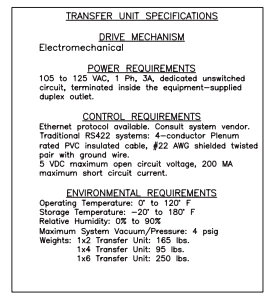 TRANSFER UNIT SPECIFICATIONS
DRIVE MECHANISM
Electromechanical
POWER REQUIREMENTS
105 to 125 VAC, 1 Ph, 3A, dedicated unswitched
circuit, terminated inside the equipment-supplied
duplex outlet.
CONTROL REQUIREMENTS
Ethernet protocol available. Consult system vendor.
Traditional RS422 systems: 4-conductor Plenum
rated PVC insulated cable, #22 AWG shielded twisted
pair with ground wire.
5 VDC maximum open circuit voltage, 200 MA
maximum short circuit current.
ENVIRONMENTAL REQUIREMENTS
Operating Temperature: 0° to 120° F
Storage Temperature: -20° to 180° F
Relative Humidity: 0% to 90%
Maximum System Vacuum/Pressure: 4 psig
Weights: 1x2 Transfer Unit: 165 lbs.
1x4 Transfer Unit: 95 lbs.
1x6 Transfer Unit: 250 lbs.